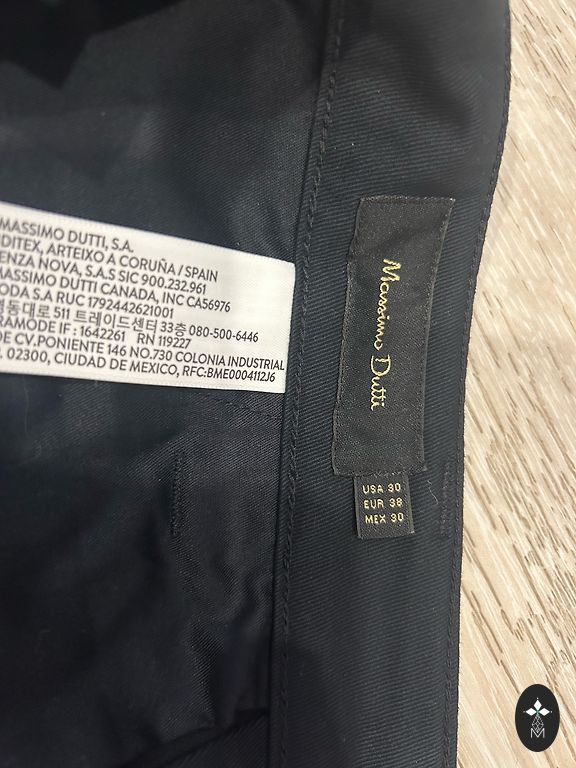 MASSIMO DUTTI, S.A.
DITEX, ARTEIXO A CORUÑA / SPAIN
ENZA NOVA, S.A.S SIC 900.232.961
MASSIMO DUTTI CANADA, INC CA56976
ODA S.A RUC 1792442621001
동대로 511 트레이드센터 33층 080-500-6446
RAMODE IF : 1642261 RN 119227
DE CV.PONIENTE 146 NO.730 COLONIA INDUSTRIAL
. 02300, CIUDAD DE MEXICO, RFC:BME0004112J6
Massimo Dutti
USA 30
EUR 38
MEX 30